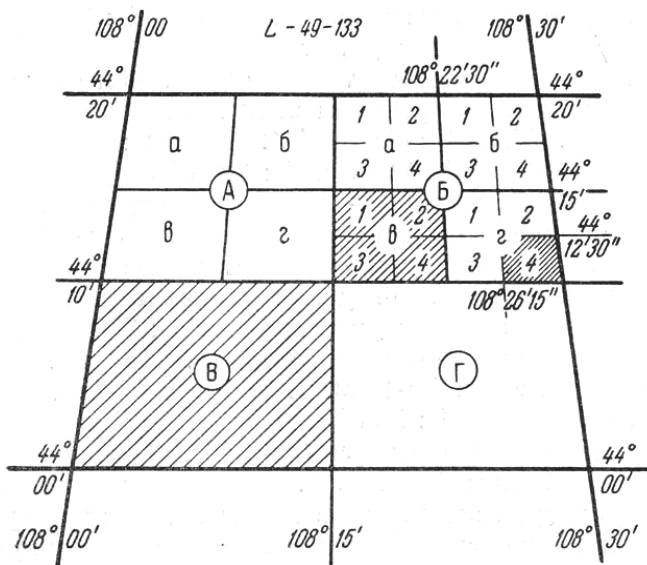 108° 00' L-49-133 108° 30'
108° 22'30"
44° 44°
20' 1 2 1 2 20'
а б а б
3 4 3 4 44°
А Б 15'
1 2 1 2 44°
в г в г 12'30"
44° 3 4 3 4
10' 108° 26'15"
В Г
44° 44°
00' 00'
108° 00' 108° 15' 108° 30'